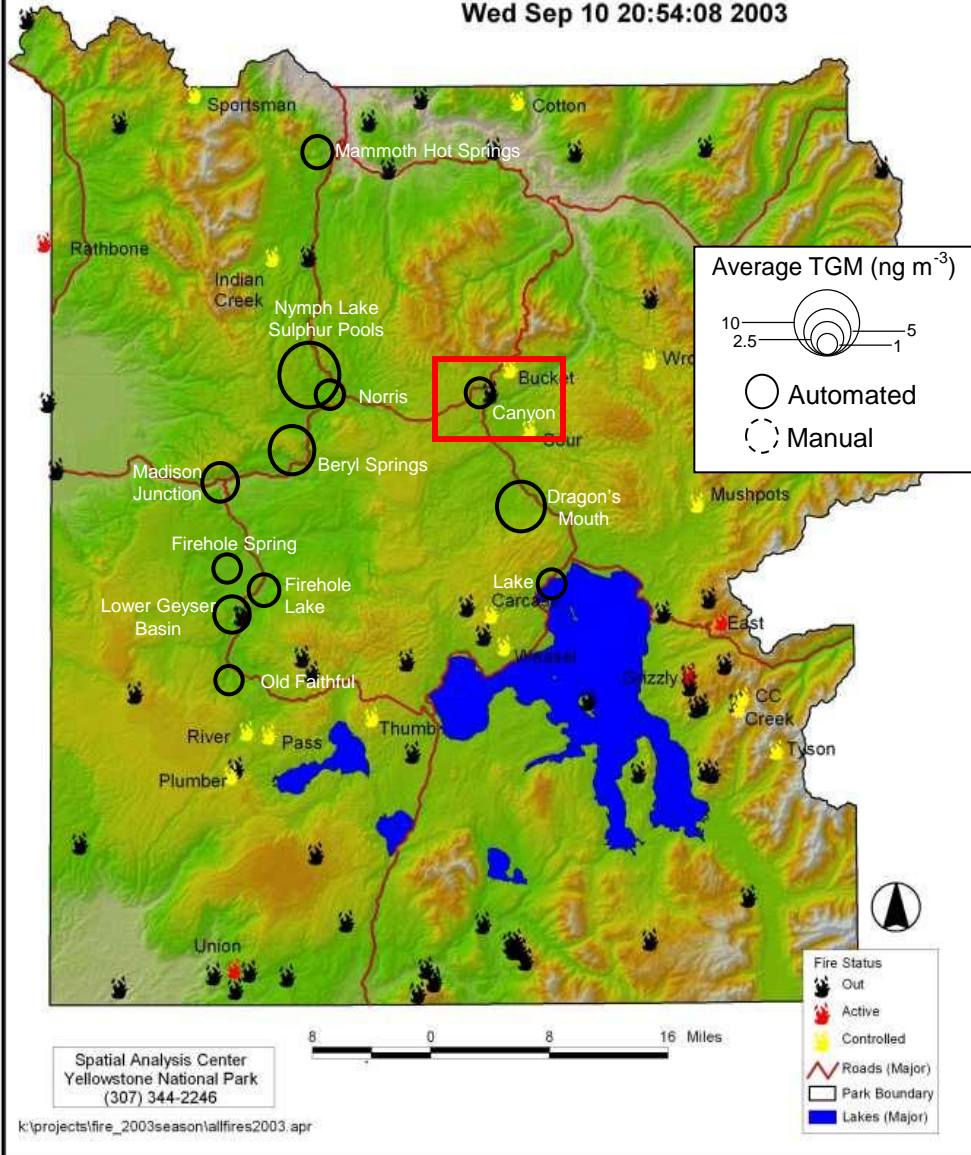 Wed Sep 10 20:54:08 2003
Sportsman
Cotton
Mammoth Hot Springs
Rathbone
Indian
Creek
Average TGM (ng m-3)
10
5
2.5
1
Automated
Manual
Nymph Lake
Sulphur Pools
Bucket
Norris
Canyon
Sour
Beryl Springs
Madison
Junction
Mushpots
Dragon's
Mouth
Firehole Spring
Firehole
Lake
Lake
Lower Geyser
Basin
East
Weasel
Old Faithful
Grizzly
CC
Creek
River
Pass
Thumb
Tyson
Plumber
Union
Fire Status
Out
Active
Controlled
Roads (Major)
Park Boundary
Lakes (Major)
8 0 8 16 Miles
Spatial Analysis Center
Yellowstone National Park
(307) 344-2246
k:\projects\fire_2003season\allfires2003.apr